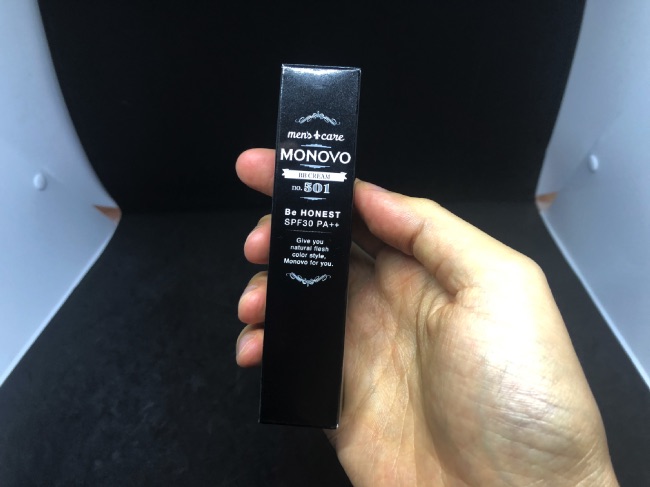 men's care
MONOVO
BB CREAM
no. 501
Be HONEST
SPF30 PA++
Give you
natural flesh
color style,
Monovo for you.